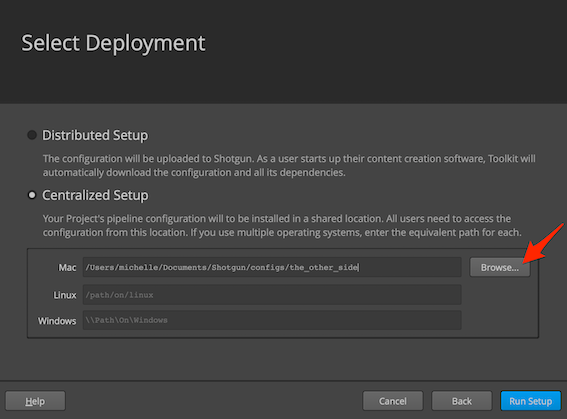 Select Deployment
Distributed Setup
The configuration will be uploaded to Shotgun. As a user starts up their content creation software, Toolkit will
automatically download the configuration and all its dependencies.
Centralized Setup
Your Project's pipeline configuration will to be installed in a shared location. All users need to access the
configuration from this location. If you use multiple operating systems, enter the equivalent path for each.
Mac /Users/michelle/Documents/Shotgun/configs/the_other_side Browse...
Linux /path/on/linux
Windows \\Path\On\Windows
Help Cancel Back Run Setup